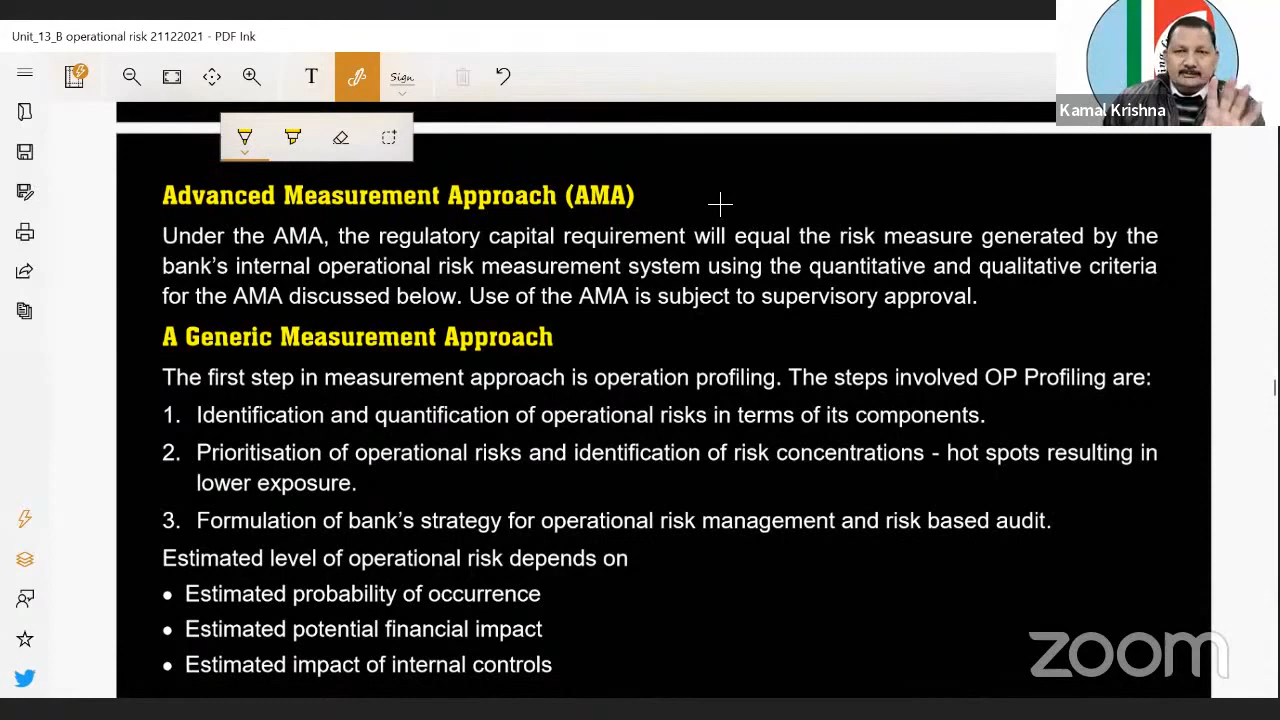 Unit_13_B operational risk 21122021 - PDF Ink
T
Sign
Kamal Krishna
Advanced Measurement Approach (AMA)
Under the AMA, the regulatory capital requirement will equal the risk measure generated by the
bank's internal operational risk measurement system using the quantitative and qualitative criteria
for the AMA discussed below. Use of the AMA is subject to supervisory approval.
A Generic Measurement Approach
The first step in measurement approach is operation profiling. The steps involved OP Profiling are:
1. Identification and quantification of operational risks in terms of its components.
2. Prioritisation of operational risks and identification of risk concentrations - hot spots resulting in
lower exposure.
3. Formulation of bank's strategy for operational risk management and risk based audit.
Estimated level of operational risk depends on
• Estimated probability of occurrence
• Estimated potential financial impact
• Estimated impact of internal controls
zoom